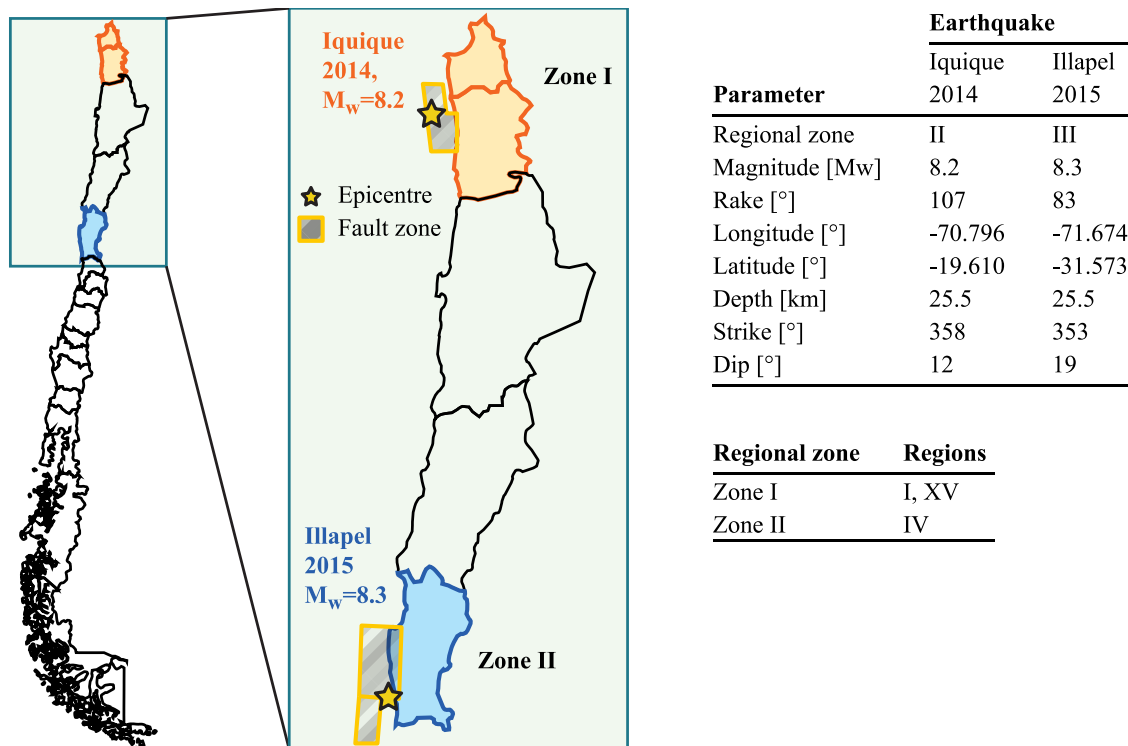 Iquique
2014,
M_w=8.2
Zone I
Epicentre
Fault zone
Illapel
2015
M_w=8.3
Zone II
Earthquake
Iquique Illapel
Parameter 2014 2015
Regional zone II III
Magnitude [Mw] 8.2 8.3
Rake [°] 107 83
Longitude [°] -70.796 -71.674
Latitude [°] -19.610 -31.573
Depth [km] 25.5 25.5
Strike [°] 358 353
Dip [°] 12 19
Regional zone Regions
Zone I I, XV
Zone II IV